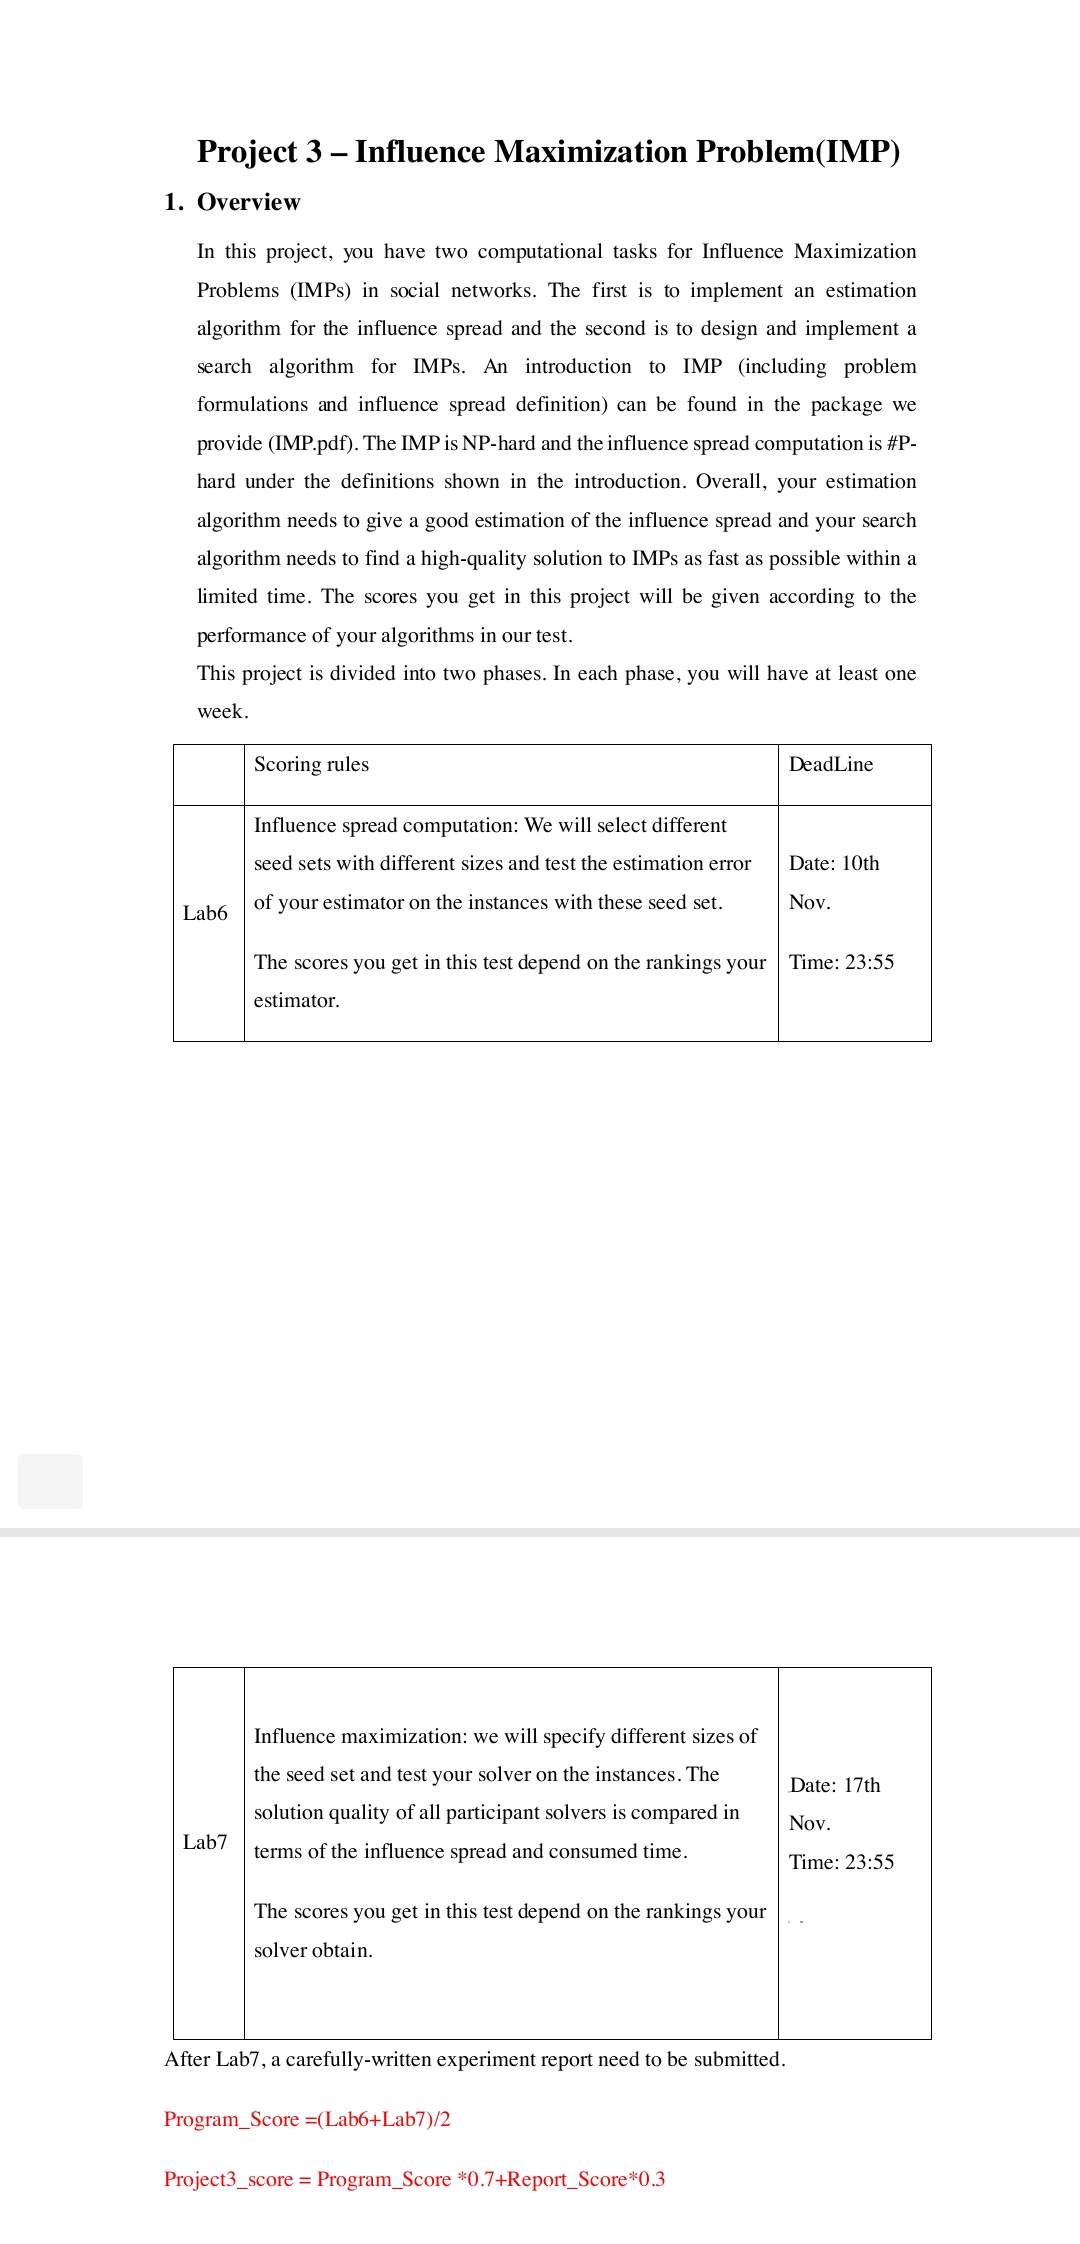 Project 3 – Influence Maximization Problem(IMP)
1. Overview
In this project, you have two computational tasks for Influence Maximization
Problems (IMPs) in social networks. The first is to implement an estimation
algorithm for the influence spread and the second is to design and implement a
search algorithm for IMPs. An introduction to IMP (including problem
formulations and influence spread definition) can be found in the package we
provide (IMP.pdf). The IMP is NP-hard and the influence spread computation is #P-
hard under the definitions shown in the introduction. Overall, your estimation
algorithm needs to give a good estimation of the influence spread and your search
algorithm needs to find a high-quality solution to IMPs as fast as possible within a
limited time. The scores you get in this project will be given according to the
performance of your algorithms in our test.
This project is divided into two phases. In each phase, you will have at least one
week.
Scoring rules
DeadLine
Lab6
Influence spread computation: We will select different
seed sets with different sizes and test the estimation error
of your estimator on the instances with these seed set.
The scores you get in this test depend on the rankings your
estimator.
Date: 10th
Nov.
Time: 23:55
Lab7
Influence maximization: we will specify different sizes of
the seed set and test your solver on the instances. The
solution quality of all participant solvers is compared in
terms of the influence spread and consumed time.
The scores you get in this test depend on the rankings your
solver obtain.
Date: 17th
Nov.
Time: 23:55
After Lab7, a carefully-written experiment report need to be submitted.
Program_Score =(Lab6+Lab7)/2
Project3_score = Program_Score *0.7+Report_Score*0.3